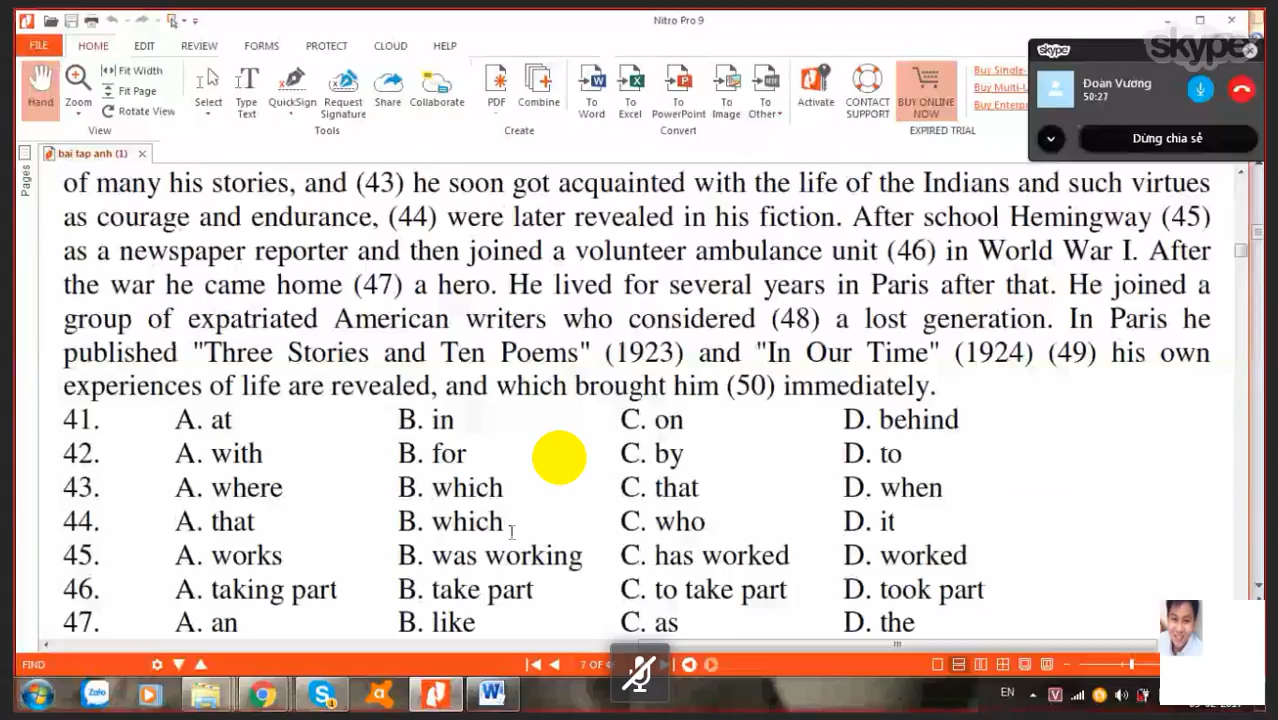 Nitro Pro 9
skype
FILE HOME EDIT REVIEW FORMS PROTECT CLOUD HELP
skype
Đoàn Vương
50:27
Dừng chia sẻ
Hand Zoom Fit Width
Fit Page
Rotate View
Select Type Text QuickSign Request Signature Share Collaborate PDF Combine To Word To Excel To PowerPoint To Image To Other Activate CONTACT SUPPORT BUY ONLINE NOW
Buy Single-
Buy Multi-U
Buy Enterp
View Tools Create Convert EXPIRED TRIAL
Pages
bai tap anh (1)
of many his stories, and (43) he soon got acquainted with the life of the Indians and such virtues
as courage and endurance, (44) were later revealed in his fiction. After school Hemingway (45)
as a newspaper reporter and then joined a volunteer ambulance unit (46) in World War I. After
the war he came home (47) a hero. He lived for several years in Paris after that. He joined a
group of expatriated American writers who considered (48) a lost generation. In Paris he
published "Three Stories and Ten Poems" (1923) and "In Our Time" (1924) (49) his own
experiences of life are revealed, and which brought him (50) immediately.
41. A. at B. in C. on D. behind
42. A. with B. for C. by D. to
43. A. where B. which C. that D. when
44. A. that B. which C. who D. it
45. A. works B. was working C. has worked D. worked
46. A. taking part B. take part C. to take part D. took part
47. A. an B. like C. as D. the
FIND 7 OF 4
Zalo EN